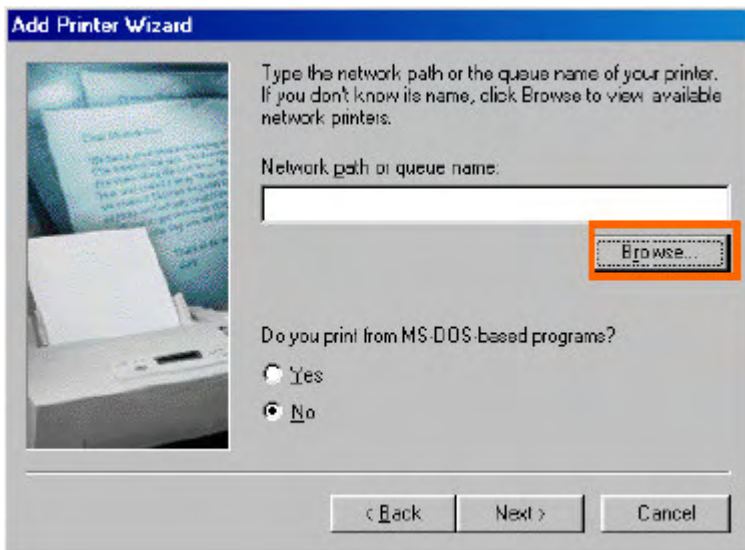 Add Printer Wizard
Type the network path or the queue name of your printer.
If you don't know its name, click Browse to view available
network printers.
Network path or queue name:
Browse...
Do you print from MS-DOS-based programs?
Yes
No
< Back
Next >
Cancel